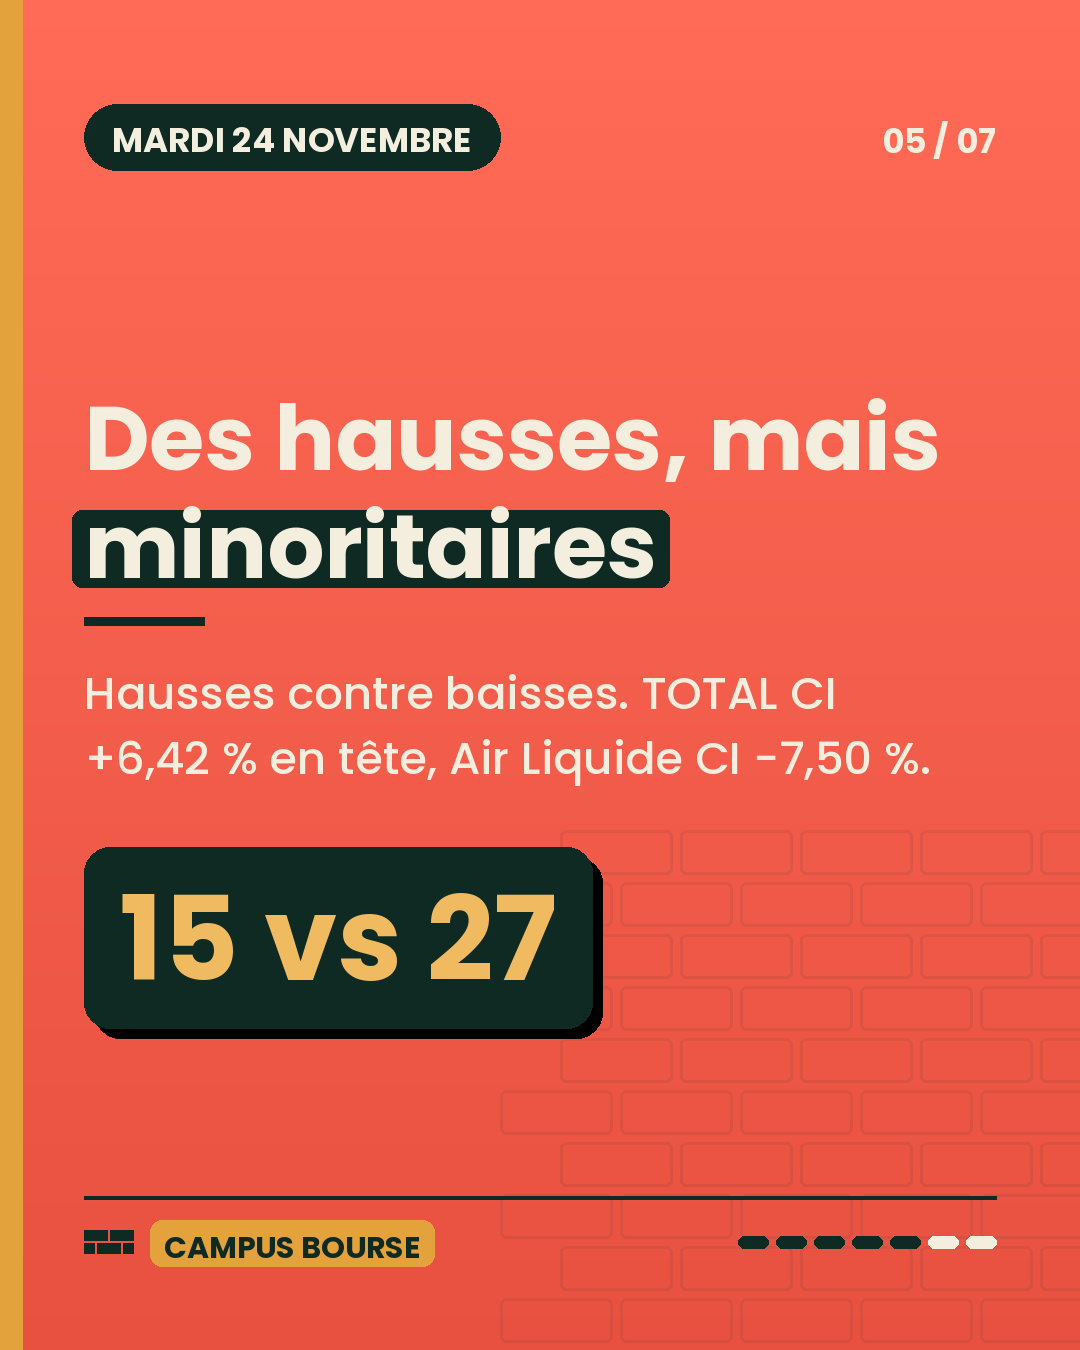 MARDI 24 NOVEMBRE
05 / 07
Des hausses, mais
minoritaires
Hausses contre baisses. TOTAL CI
+6,42 % en tête, Air Liquide CI −7,50 %.
15 vs 27
CAMPUS BOURSE